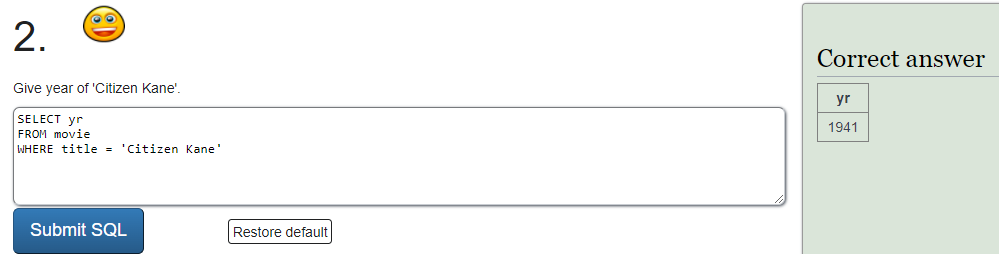 2.
Give year of 'Citizen Kane'.
SELECT yr
FROM movie
WHERE title = 'Citizen Kane'
Submit SQL
Restore default
Correct answer
yr
1941